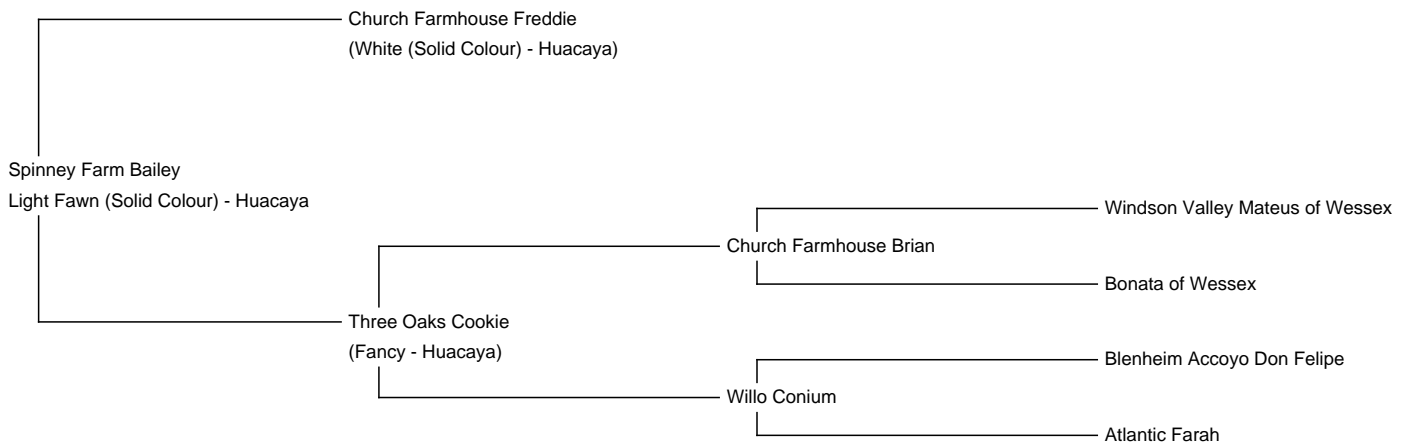 Church Farmhouse Freddie
(White (Solid Colour) - Huacaya)
Spinney Farm Bailey
Light Fawn (Solid Colour) - Huacaya
Windson Valley Mateus of Wessex
Church Farmhouse Brian
Bonata of Wessex
Three Oaks Cookie
(Fancy - Huacaya)
Blenheim Accoyo Don Felipe
Willo Conium
Atlantic Farah